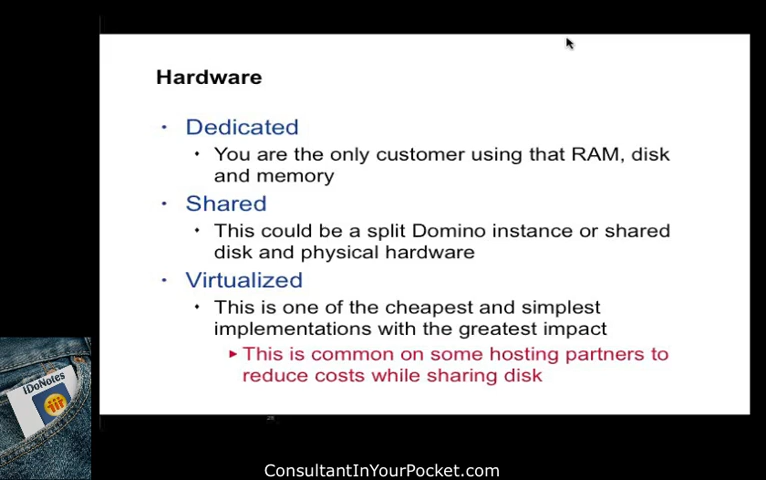 Hardware
• Dedicated
• You are the only customer using that RAM, disk
and memory
• Shared
• This could be a split Domino instance or shared
disk and physical hardware
• Virtualized
• This is one of the cheapest and simplest
implementations with the greatest impact
▶ This is common on some hosting partners to
reduce costs while sharing disk
iDoNotes
ConsultantInYourPocket.com